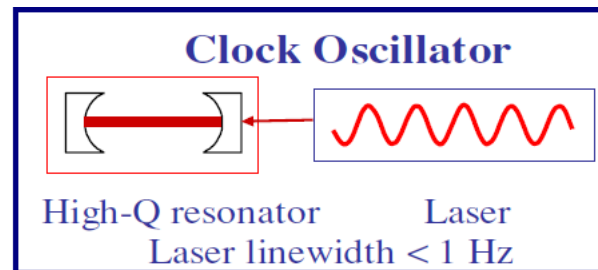 Clock Oscillator
High-Q resonator Laser
Laser linewidth < 1 Hz